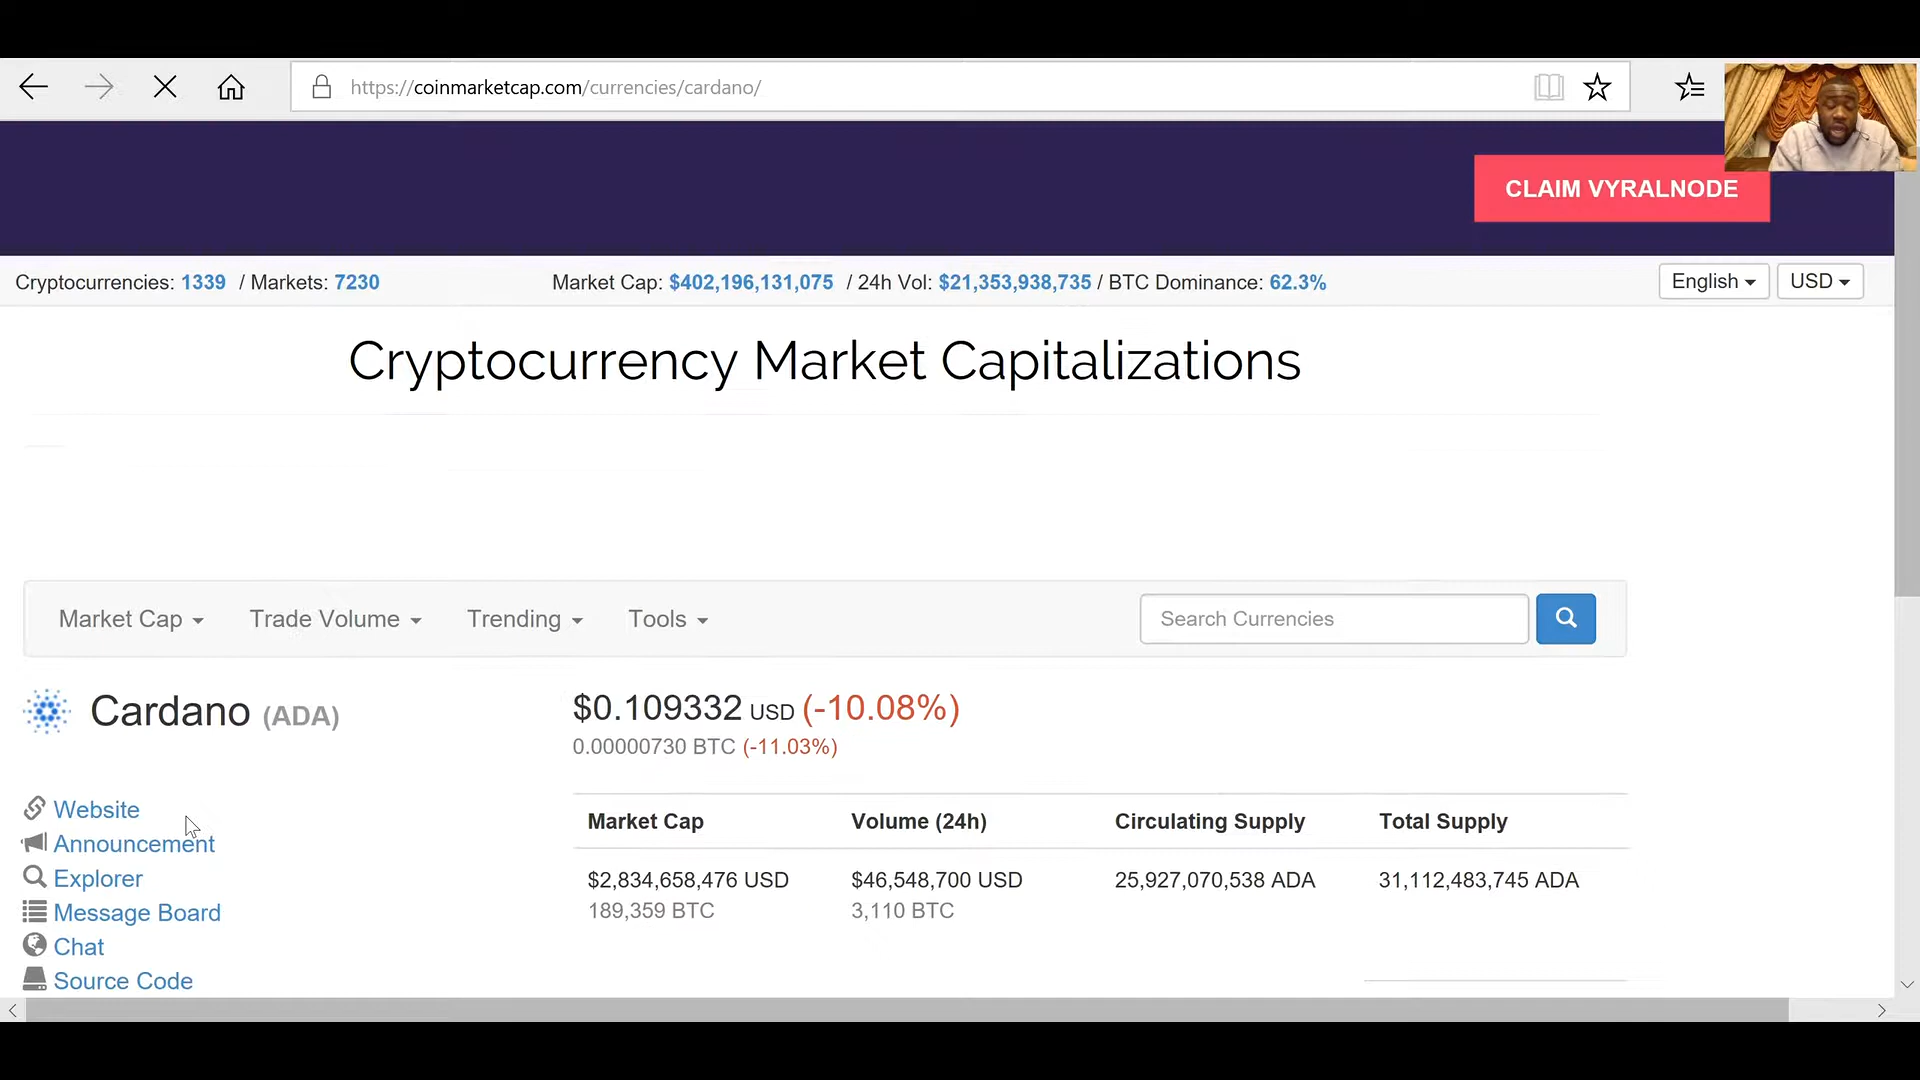 https://coinmarketcap.com/currencies/cardano/
CLAIM VYRALNODE
Cryptocurrencies: 1339 / Markets: 7230 Market Cap: $402,196,131,075 / 24h Vol: $21,353,938,735 / BTC Dominance: 62.3% English USD
Cryptocurrency Market Capitalizations
Market Cap Trade Volume Trending Tools Search Currencies
Cardano (ADA) $0.109332 USD (-10.08%)
0.00000730 BTC (-11.03%)
Website
Announcement
Explorer
Message Board
Chat
Source Code
Market Cap Volume (24h) Circulating Supply Total Supply
$2,834,658,476 USD $46,548,700 USD 25,927,070,538 ADA 31,112,483,745 ADA
189,359 BTC 3,110 BTC